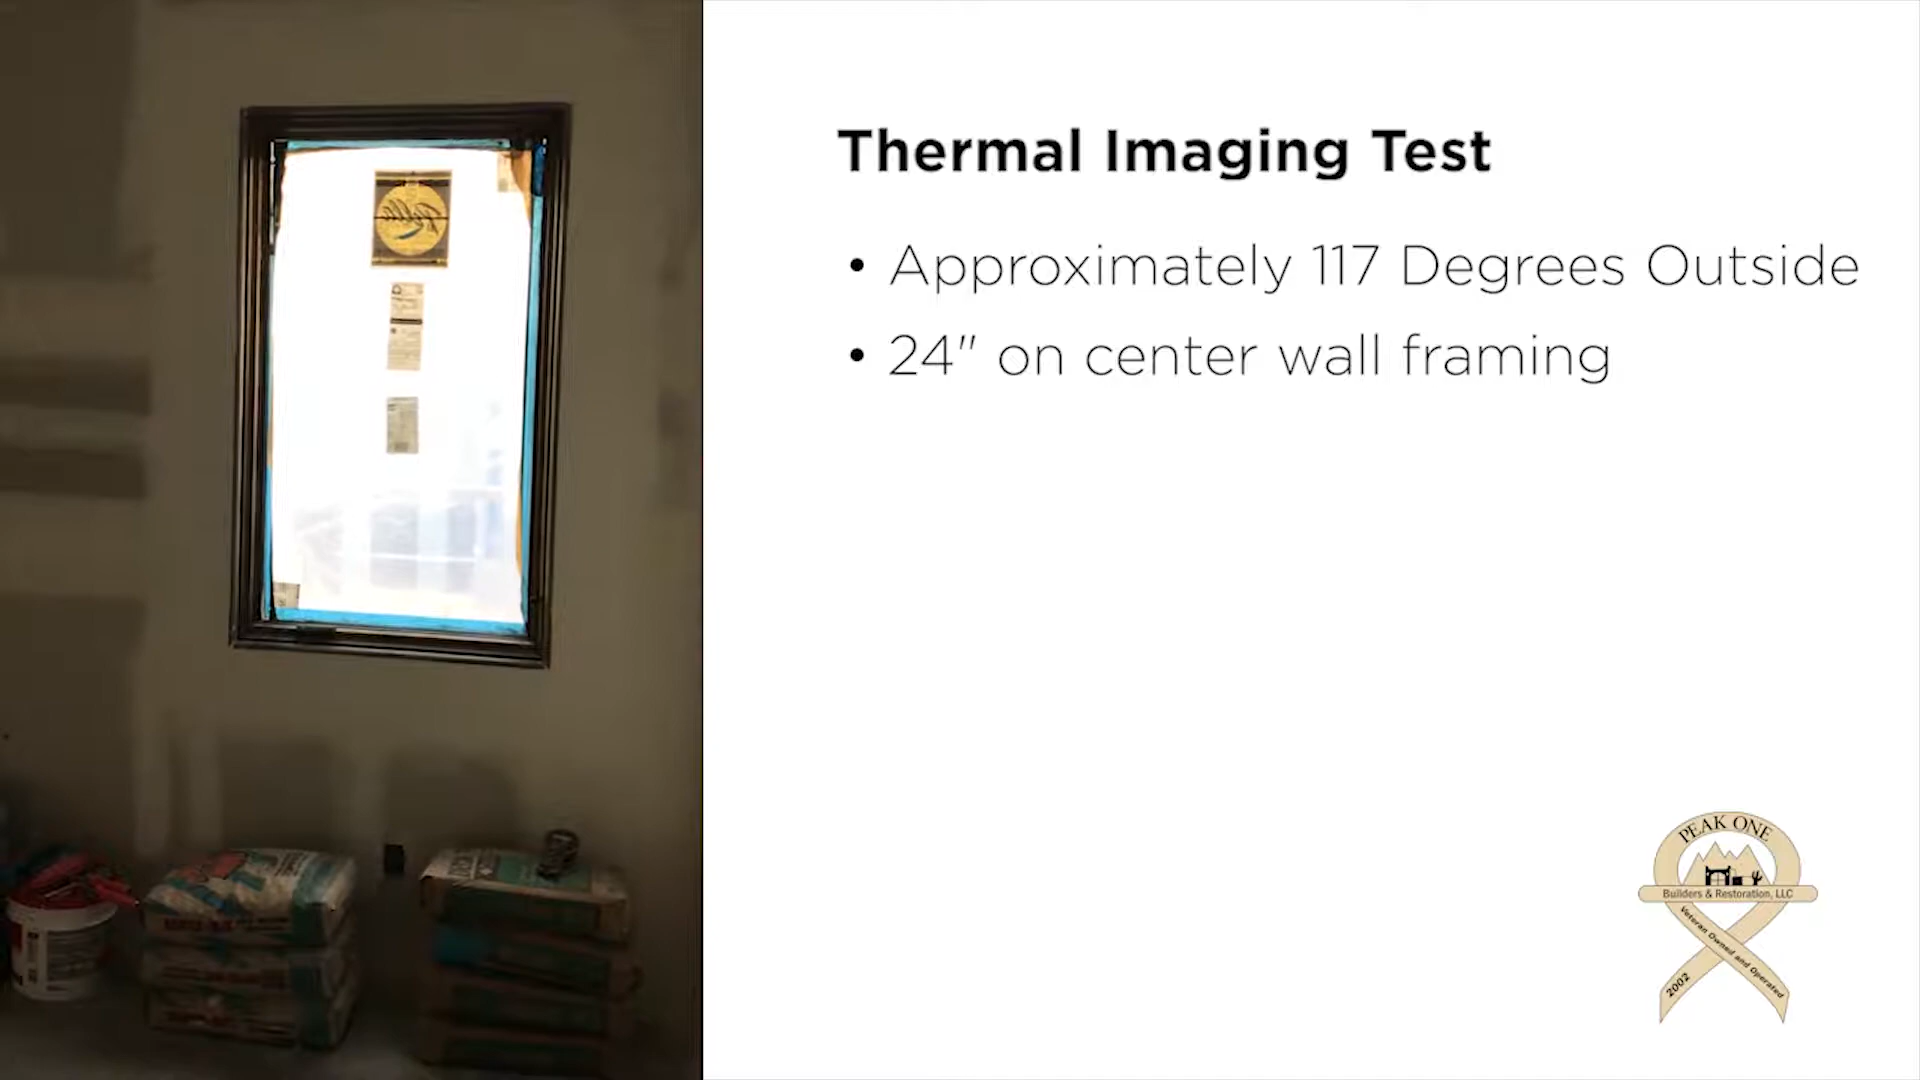 Thermal Imaging Test
• Approximately 117 Degrees Outside
• 24" on center wall framing
Pella
PEAK ONE
Builders & Restoration, LLC
Veteran Owned and Operated
2002